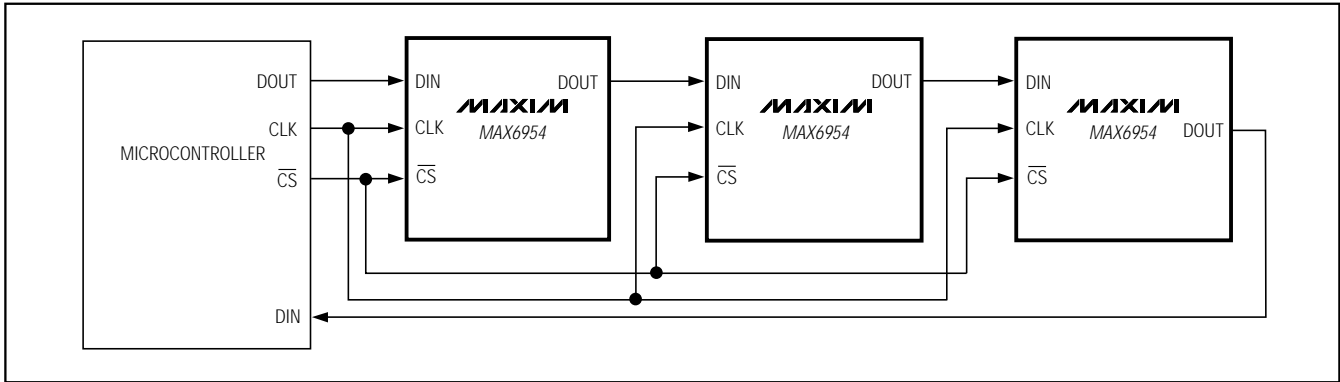 DOUT
CLK
MICROCONTROLLER
CS
DIN
DIN
DOUT
MAXIM
CLK
MAX6954
CS
DIN
DOUT
MAXIM
CLK
MAX6954
CS
DIN
MAXIM
CLK
MAX6954
DOUT
CS